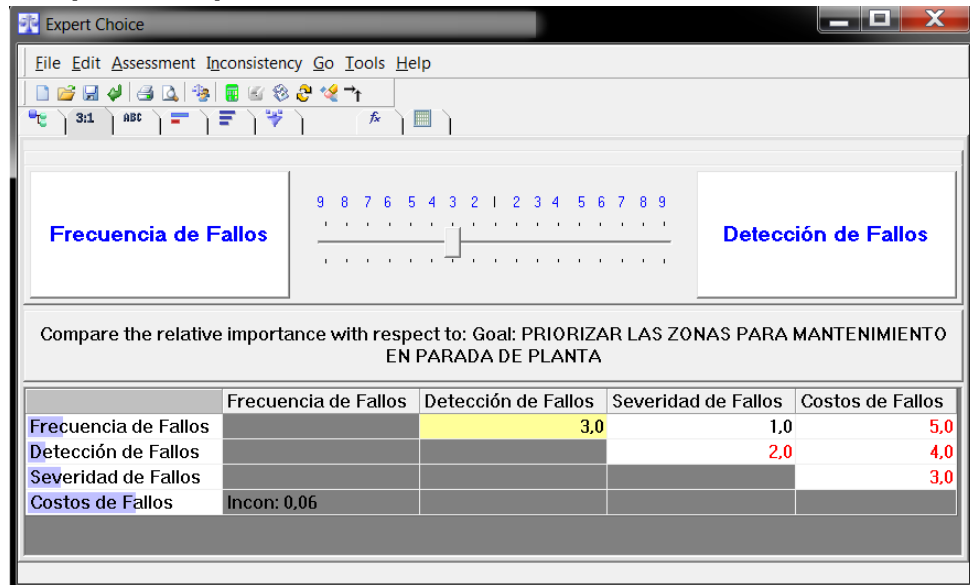 Expert Choice
File Edit Assessment Inconsistency Go Tools Help
3:1 ABC fx
9 8 7 6 5 4 3 2 | 2 3 4 5 6 7 8 9
Frecuencia de Fallos Detección de Fallos
Compare the relative importance with respect to: Goal: PRIORIZAR LAS ZONAS PARA MANTENIMIENTO
EN PARADA DE PLANTA
Frecuencia de Fallos Detección de Fallos Severidad de Fallos Costos de Fallos
Frecuencia de Fallos 3,0 1,0 5,0
Detección de Fallos 2,0 4,0
Severidad de Fallos 3,0
Costos de Fallos Incon: 0,06